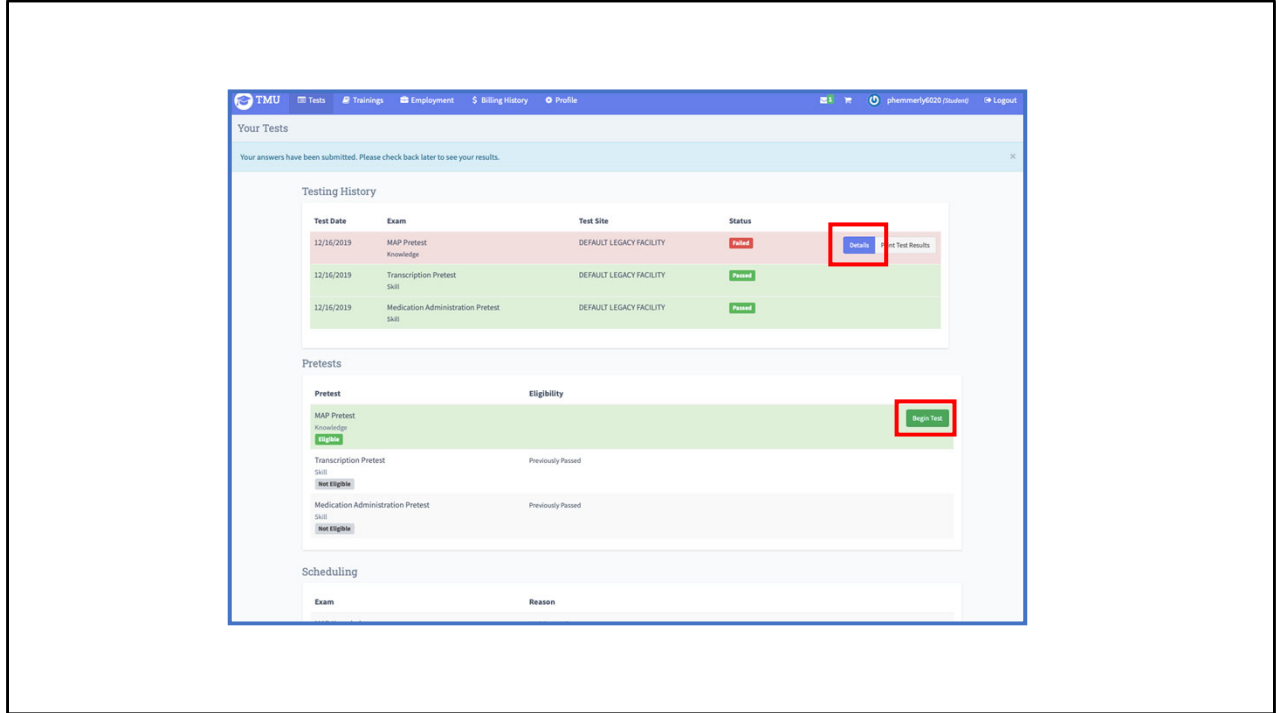 TMU Tests Trainings Employment $ Billing History Profile 1 phemmerly6020 (Student) Logout
Your Tests
Your answers have been submitted. Please check back later to see your results. ×
Testing History
Test Date Exam Test Site Status
12/16/2019 MAP Pretest DEFAULT LEGACY FACILITY Failed Details Print Test Results
Knowledge
12/16/2019 Transcription Pretest DEFAULT LEGACY FACILITY Passed
Skill
12/16/2019 Medication Administration Pretest DEFAULT LEGACY FACILITY Passed
Skill
Pretests
Pretest Eligibility
MAP Pretest Begin Test
Knowledge
Eligible
Transcription Pretest Previously Passed
Skill
Not Eligible
Medication Administration Pretest Previously Passed
Skill
Not Eligible
Scheduling
Exam Reason